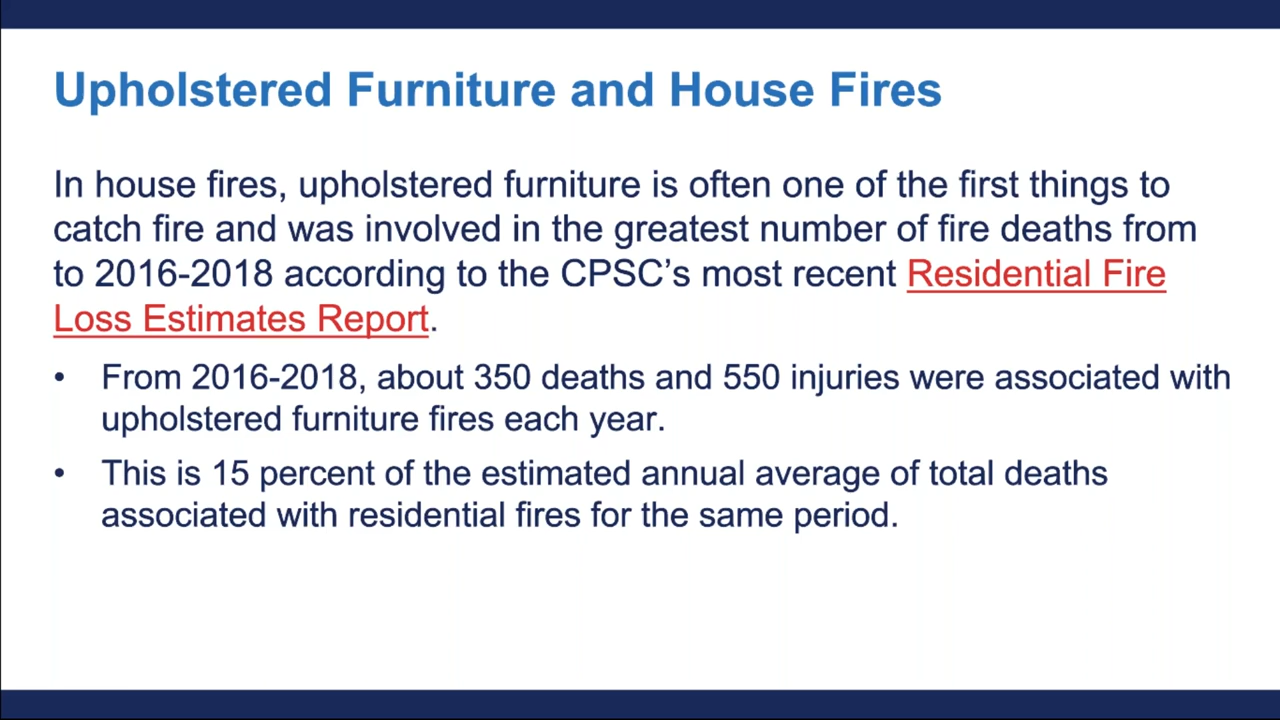 Upholstered Furniture and House Fires
In house fires, upholstered furniture is often one of the first things to
catch fire and was involved in the greatest number of fire deaths from
to 2016-2018 according to the CPSC’s most recent Residential Fire
Loss Estimates Report.
• From 2016-2018, about 350 deaths and 550 injuries were associated with
upholstered furniture fires each year.
• This is 15 percent of the estimated annual average of total deaths
associated with residential fires for the same period.